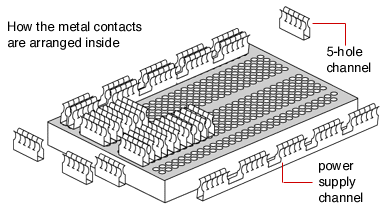 How the metal contacts
are arranged inside
5-hole
channel
power
supply
channel